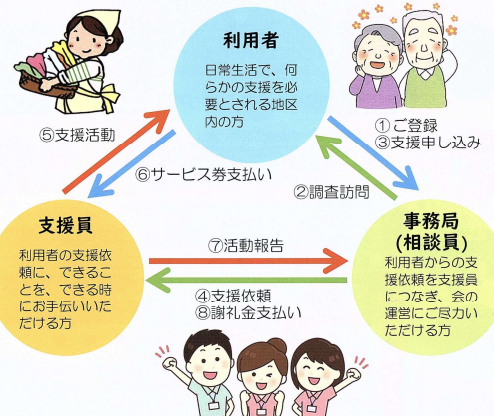 利用者
日常生活で、何
らかの支援を必
要とされる地区
内の方
⑤支援活動
①ご登録
③支援申し込み
⑥サービス券支払い
②調査訪問
支援員
利用者の支援依
頼に、できるこ
とを、できる時
にお手伝いいた
だける方
⑦活動報告
事務局
(相談員)
利用者からの支
援依頼を支援員
につなぎ、会の
運営にご尽力い
ただける方
④支援依頼
⑧謝礼金支払い